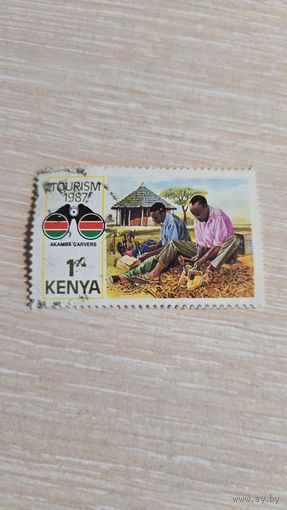 TOURISM
1987
AKAMBA CARVERS
1/-
KENYA
www.ay.by